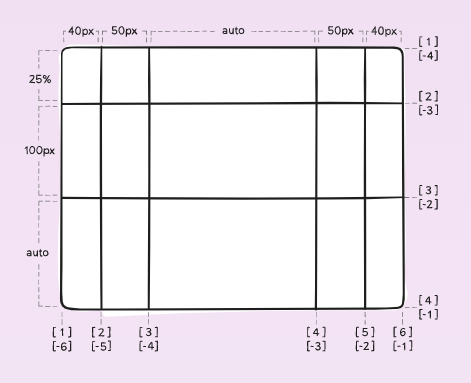 40px 50px auto 50px 40px
[1]
[-4]
25%
[2]
[-3]
100px
[3]
[-2]
auto
[4]
[-1]
[1] [2] [3] [4] [5] [6]
[-6] [-5] [-4] [-3] [-2] [-1]